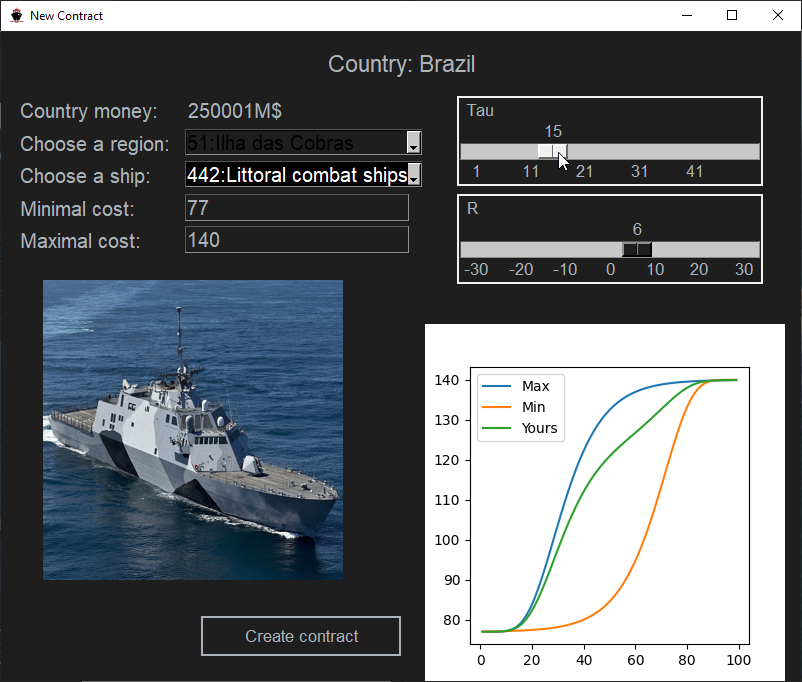 New Contract
Country: Brazil
Country money: 250001M$
Choose a region: 51:Ilha das Cobras
Choose a ship: 442:Littoral combat ships
Minimal cost: 77
Maximal cost: 140
Tau
15
1 11 21 31 41
R
6
-30 -20 -10 0 10 20 30
Max
Min
Yours
140
130
120
110
100
90
80
0 20 40 60 80 100
Create contract